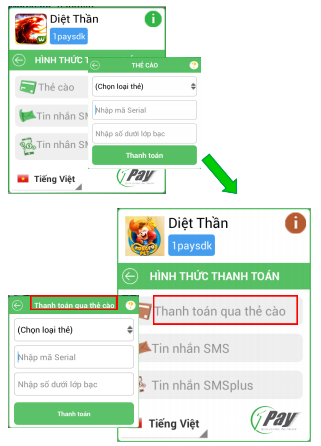 Diệt Thần
1paysdk
HÌNH THỨC T
Thẻ cào
Tin nhắn SM
Tin nhắn SM
Tiếng Việt
1Pay
THẺ CÀO
(Chọn loại thẻ)
Nhập mã Serial
Nhập số dưới lớp bạc
Thanh toán
Diệt Thần
1paysdk
HÌNH THỨC THANH TOÁN
Thanh toán qua thẻ cào
Tin nhắn SMS
Tin nhắn SMSplus
Tiếng Việt
1Pay
Thanh toán qua thẻ cào
(Chọn loại thẻ)
Nhập mã Serial
Nhập số dưới lớp bạc
Thanh toán